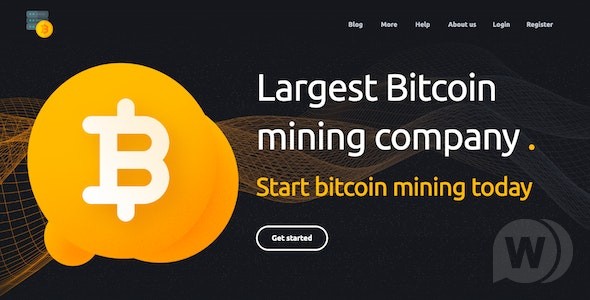 Blog More Help About us Login Register
Largest Bitcoin
mining company .
Start bitcoin mining today
Get started
W